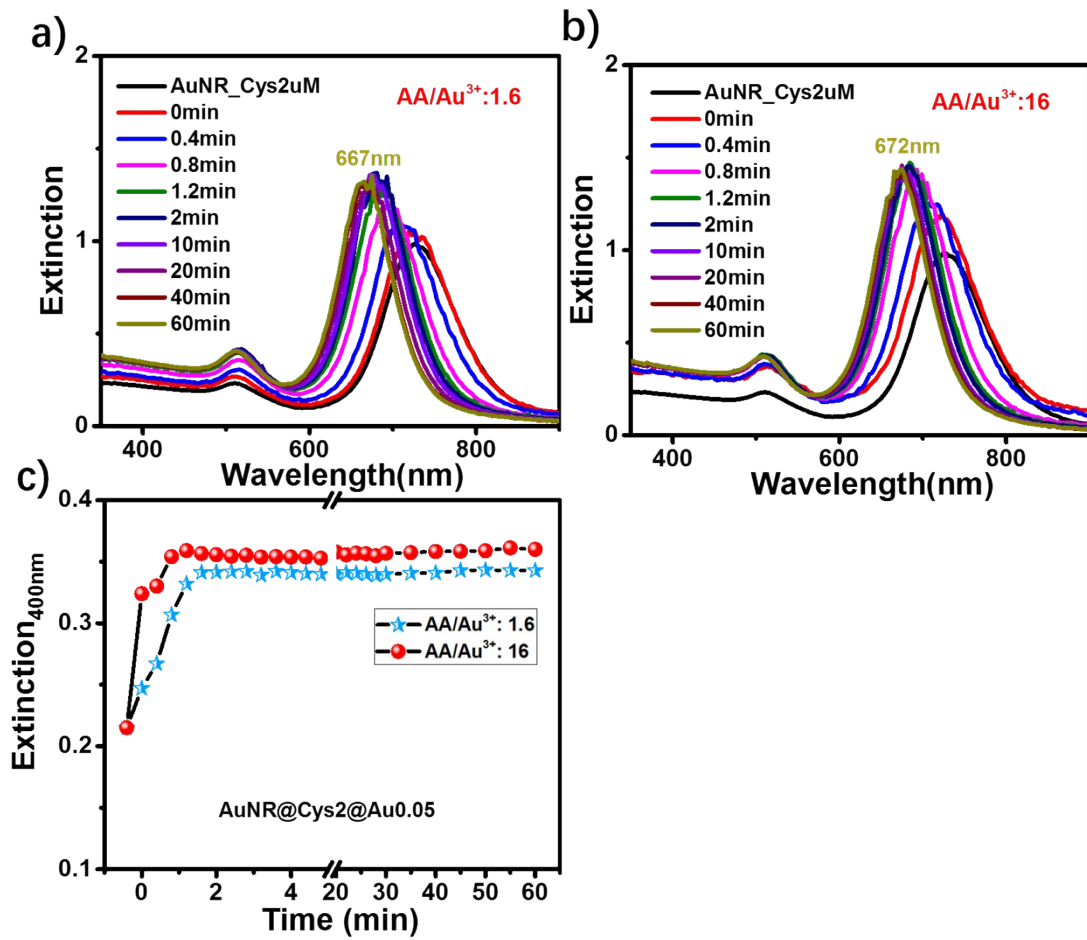 a)
2
1
0
Extinction
400
600
800
Wavelength(nm)
AuNR_Cys2uM
0min
0.4min
0.8min
1.2min
2min
10min
20min
40min
60min
AA/Au³⁺:1.6
667nm
b)
2
1
0
Extinction
400
600
800
Wavelength(nm)
AuNR_Cys2uM
0min
0.4min
0.8min
1.2min
2min
10min
20min
40min
60min
AA/Au³⁺:16
672nm
c)
0.4
0.3
0.2
0.1
Extinction₄₀₀ₙₘ
AA/Au³⁺: 1.6
AA/Au³⁺: 16
AuNR@Cys2@Au0.05
0 2 4 20 30 40 50 60
Time (min)